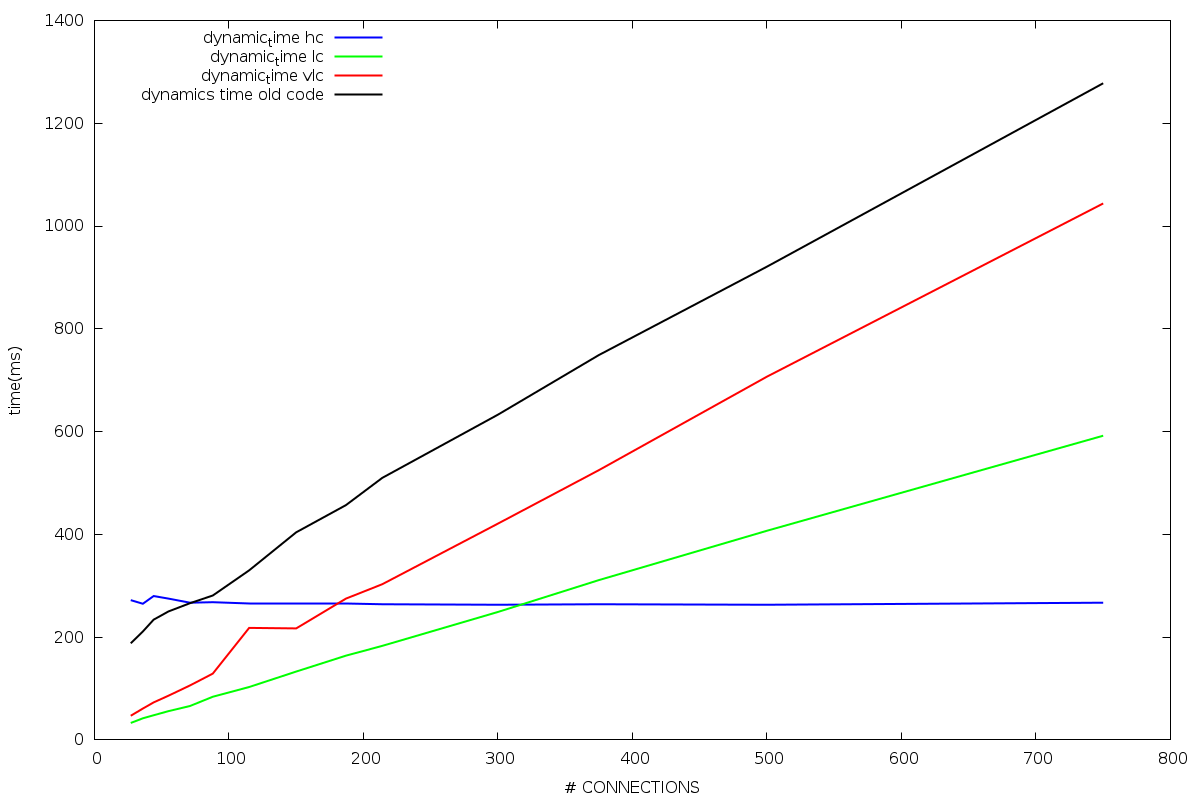 1400
1200
1000
800
600
400
200
0
dynamic_time hc
dynamic_time lc
dynamic_time vlc
dynamics time old code
time(ms)
0 100 200 300 400 500 600 700 800
# CONNECTIONS